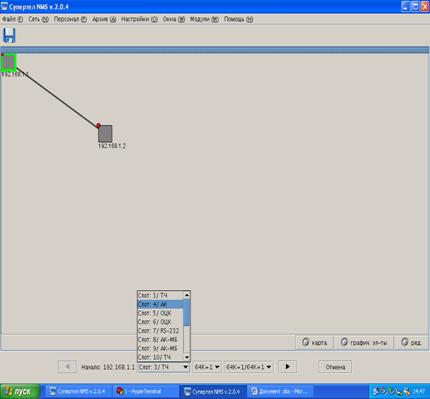 Супертел NMS v.2.0.4
Файл (F) Сеть (N) Персонал (P) Архив (A) Настройки (O) Окна (W) Модули (M) Помощь (H)
192.168.1.1
192.168.1.2
Слот: 3/ ТЧ
Слот: 4/ АК
Слот: 5/ ОЦК
Слот: 6/ ОЦК
Слот: 7/ RS-232
Слот: 8/ АК-МБ
Слот: 9/ АК-МБ
Слот: 10/ ТЧ
карта график. эл-ты ред.
Начало: 192.168.1.1 Слот: 3/ ТЧ 64K=1 64K=1/64K=1 Отмена
пуск Супертел NMS v.2.0.4 1 - HyperTerminal Супертел NMS v.2.0.4 Документ .doc - Micr... 14:47